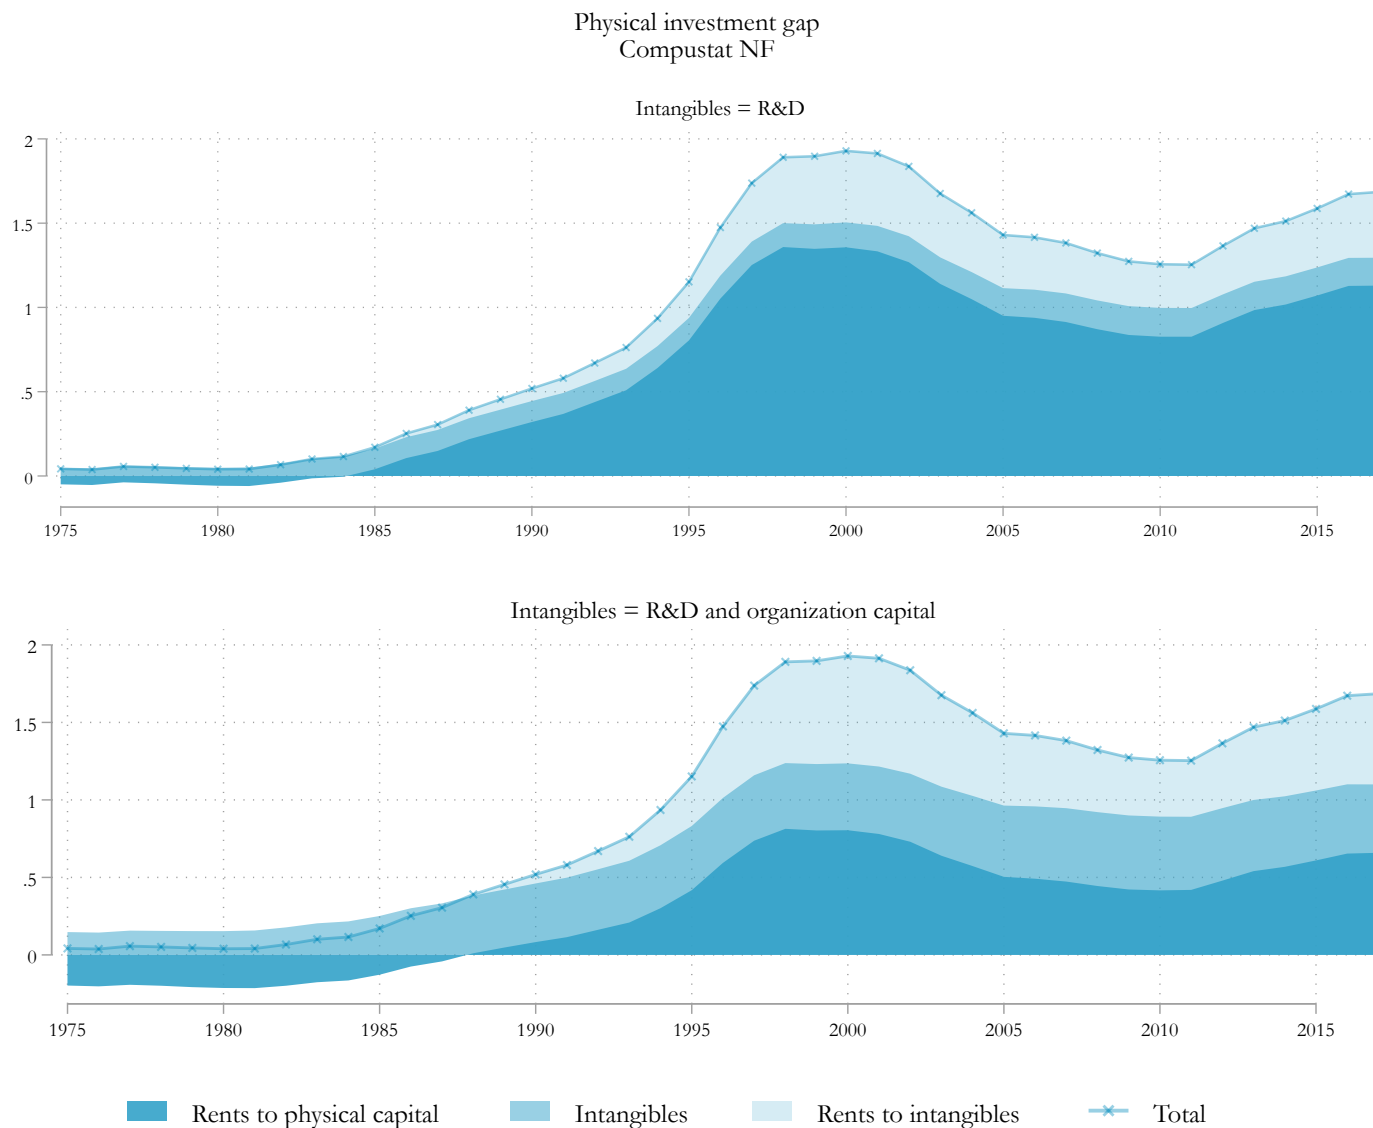 Physical investment gap
Compustat NF
Intangibles = R&D
2
1.5
1
.5
0
1975 1980 1985 1990 1995 2000 2005 2010 2015
Intangibles = R&D and organization capital
2
1.5
1
.5
0
1975 1980 1985 1990 1995 2000 2005 2010 2015
Rents to physical capital Intangibles Rents to intangibles Total